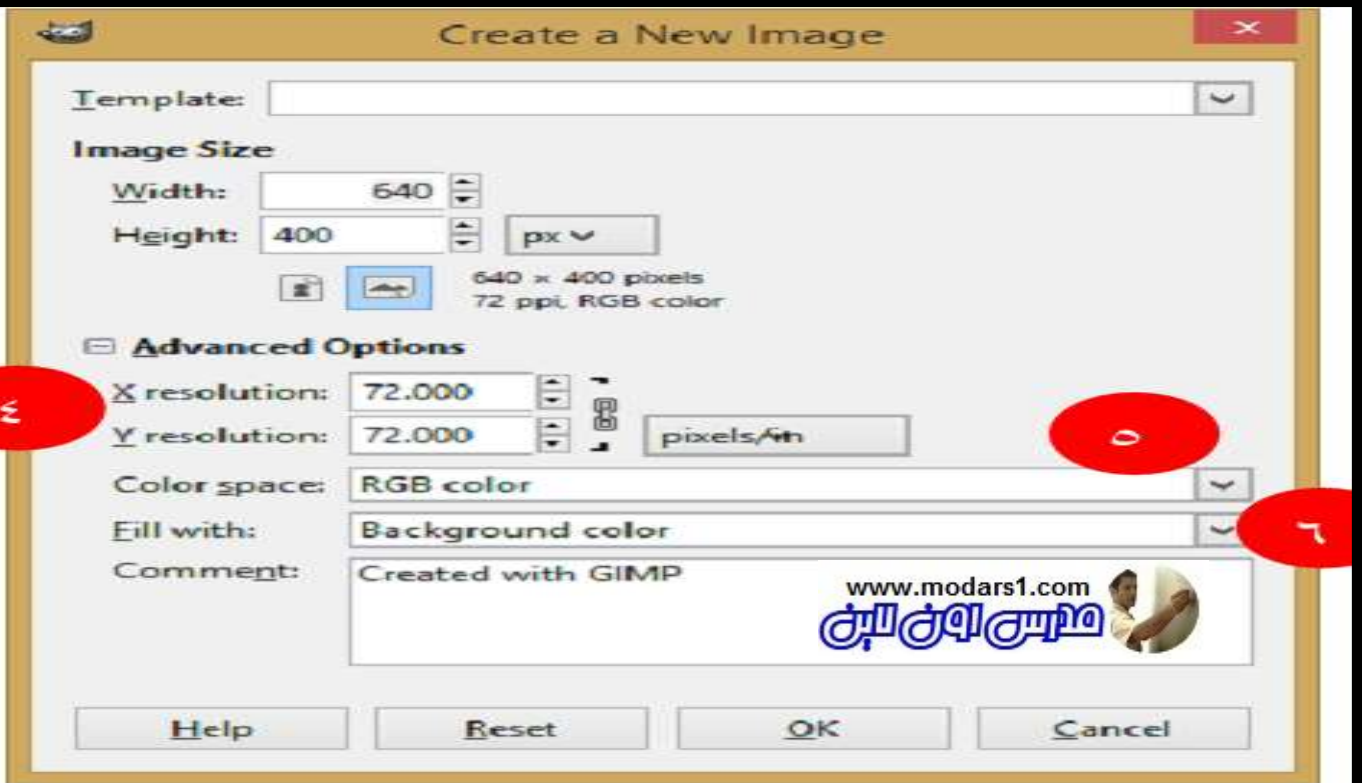 Create a New Image
Template:
Image Size
Width: 640
Height: 400 px
640 × 400 pixels
72 ppi, RGB color
Advanced Options
٤
X resolution: 72.000
Y resolution: 72.000 pixels/in
٥
Color space: RGB color
Fill with: Background color
٦
Comment: Created with GIMP
www.modars1.com
مدرس اون لاين
Help Reset OK Cancel